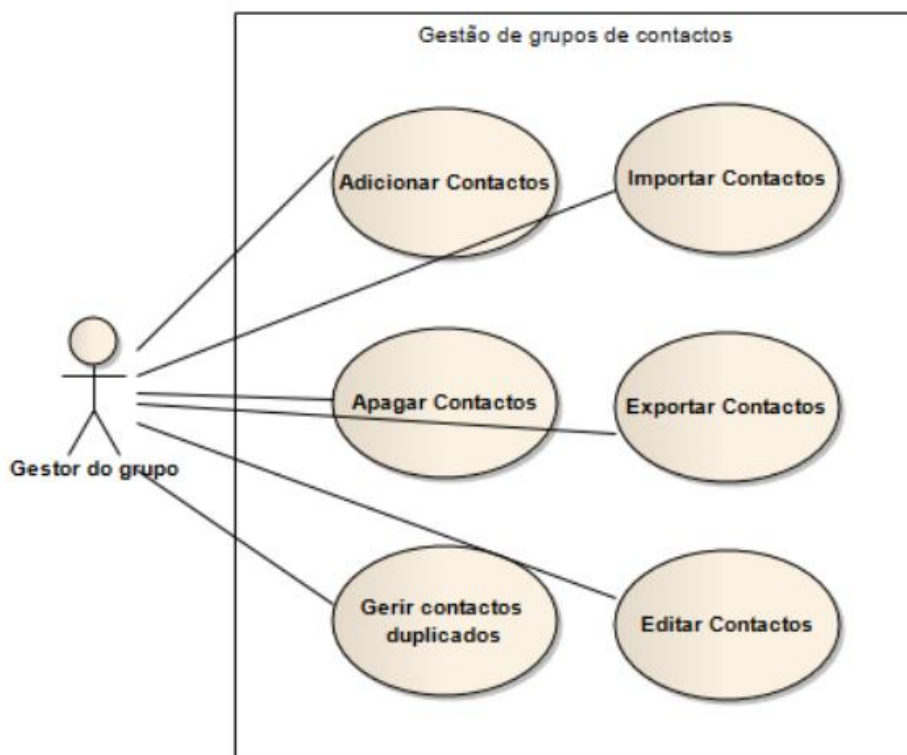 Gestão de grupos de contactos
Adicionar Contactos
Importar Contactos
Apagar Contactos
Exportar Contactos
Gestor do grupo
Gerir contactos
duplicados
Editar Contactos